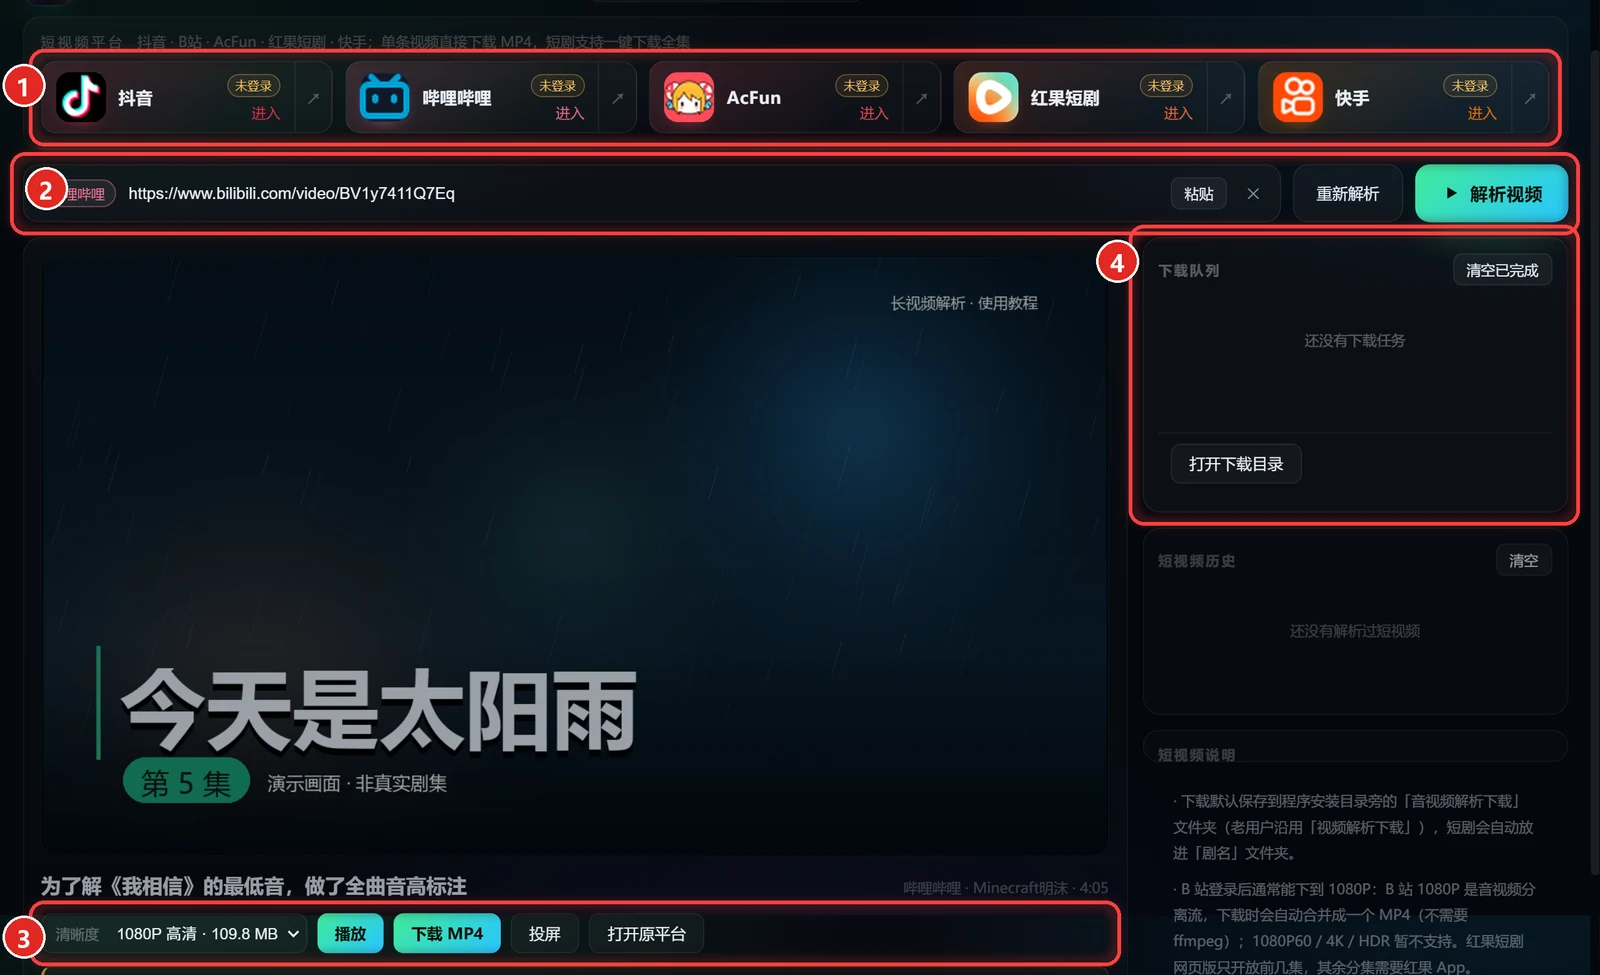 短视频平台 抖音 · B站 · AcFun · 红果短剧 · 快手；单条视频直接下载 MP4，短剧支持一键下载全集
1
抖音 未登录 进入 ↗
哔哩哔哩 未登录 进入 ↗
AcFun 未登录 进入 ↗
红果短剧 未登录 进入 ↗
快手 未登录 进入 ↗
2
哩哔哩 https://www.bilibili.com/video/BV1y7411Q7Eq 粘贴 × 重新解析 ▶ 解析视频
长视频解析 · 使用教程
今天是太阳雨
第 5 集 演示画面 · 非真实剧集
为了解《我相信》的最低音，做了全曲音高标注 哔哩哔哩 · Minecraft明沫 · 4:05
3
清晰度 1080P 高清 · 109.8 MB 播放 下载 MP4 投屏 打开原平台
4
下载队列 清空已完成
还没有下载任务
打开下载目录
短视频历史 清空
还没有解析过短视频
短视频说明
· 下载默认保存到程序安装目录旁的「音视频解析下载」
文件夹（老用户沿用「视频解析下载」），短剧会自动放
进「剧名」文件夹。
· B 站登录后通常能下到 1080P：B 站 1080P 是音视频分
离流，下载时会自动合并成一个 MP4（不需要
ffmpeg）；1080P60 / 4K / HDR 暂不支持。红果短剧
网页版只开放前几集，其余分集需要红果 App。